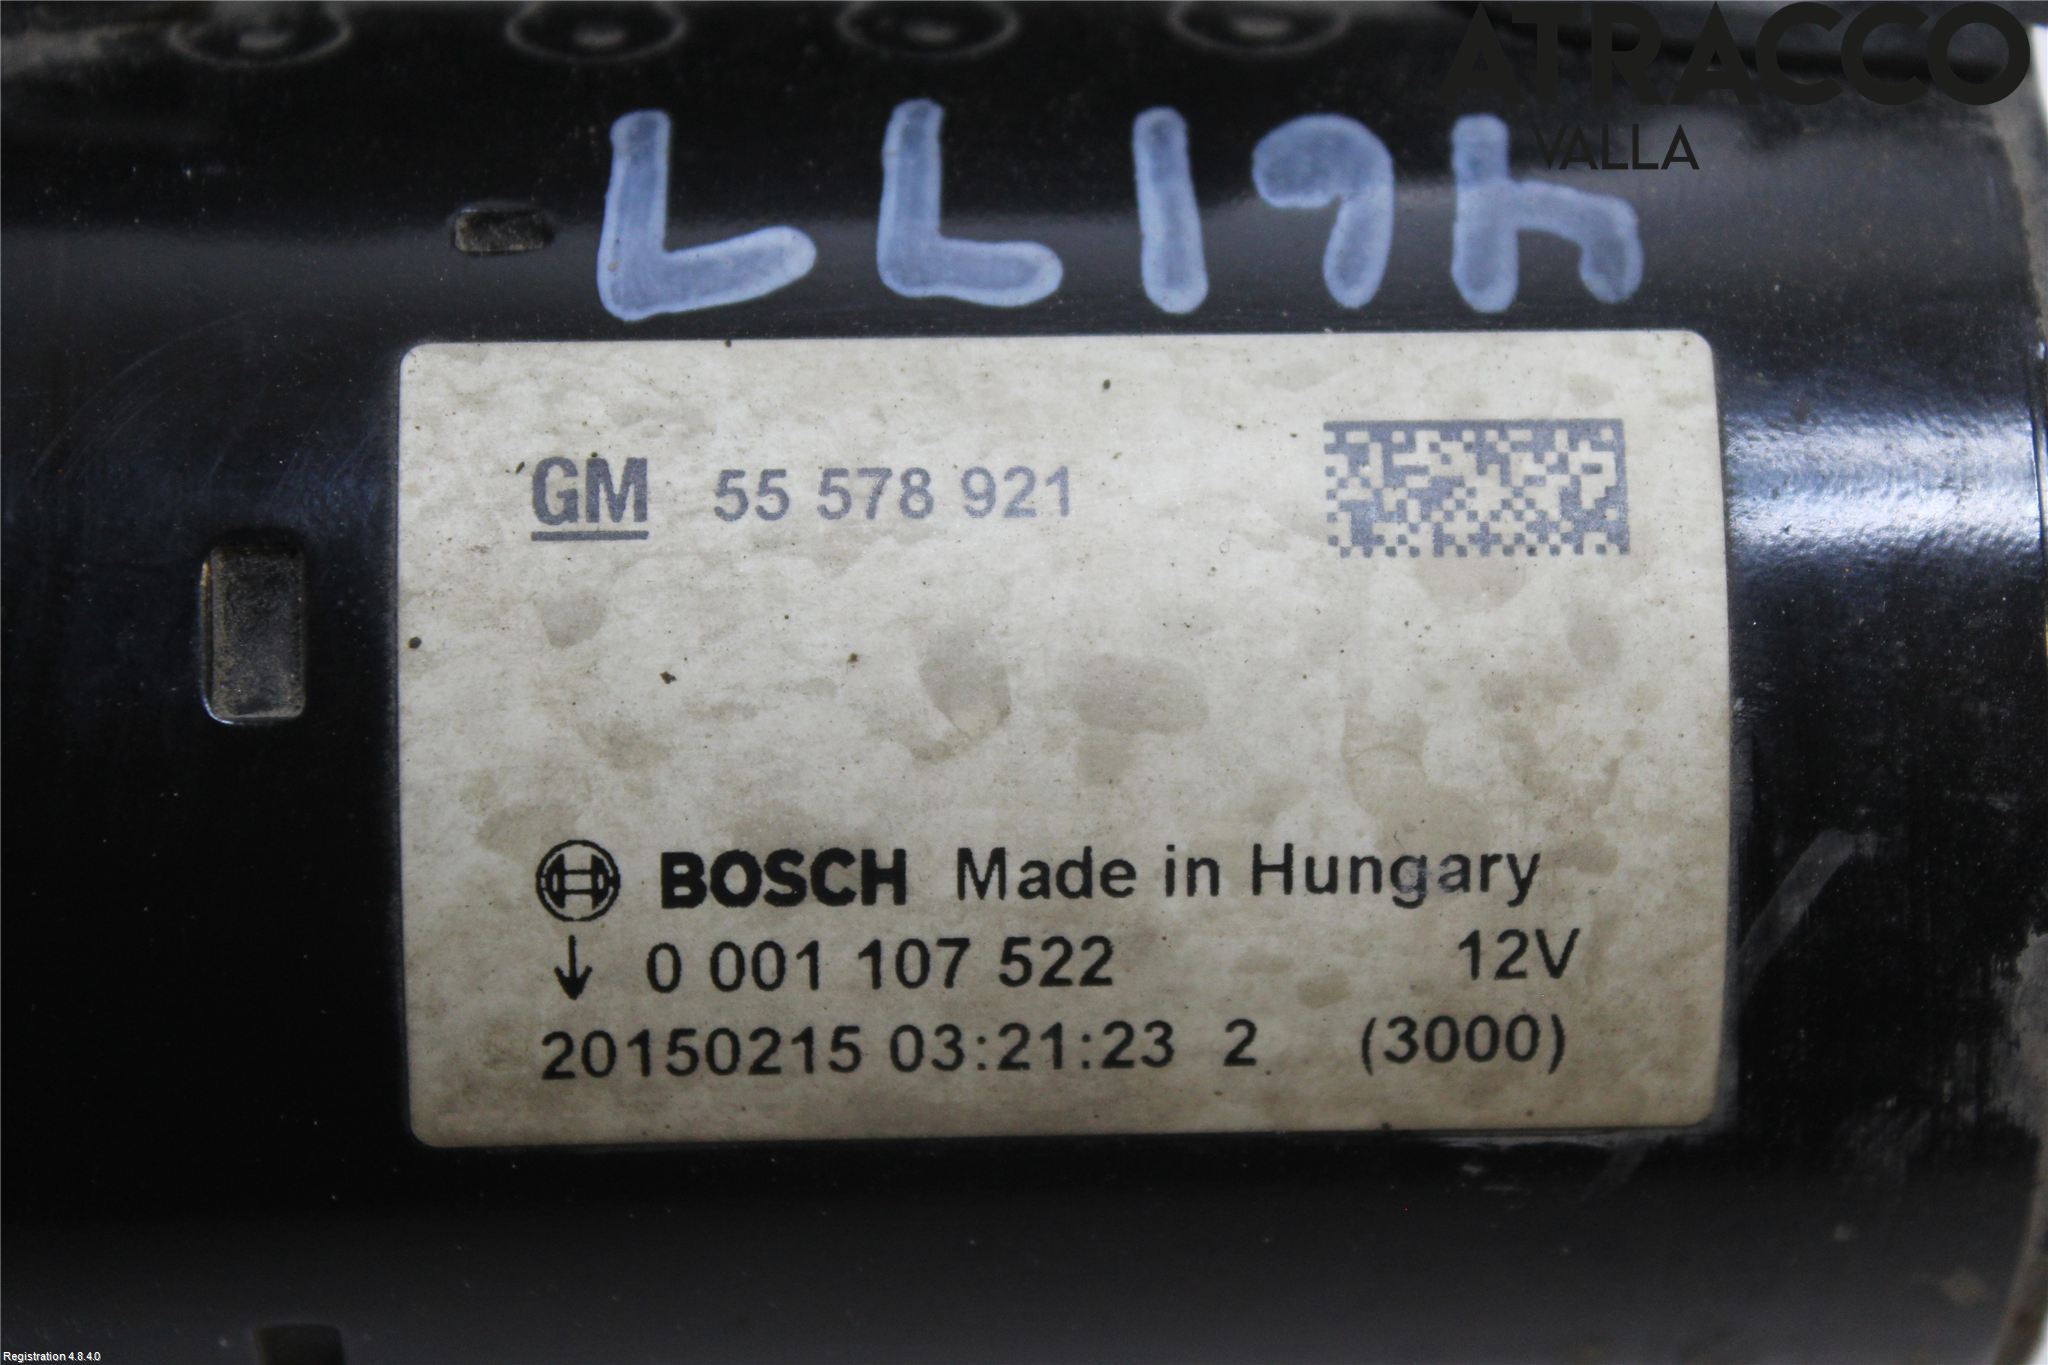 ATRACCO
VALLA
46177
GM 55 578 921
BOSCH Made in Hungary
↓ 0 001 107 522 12V
20150215 03:21:23 2 (3000)
Registration 4.8.4.0